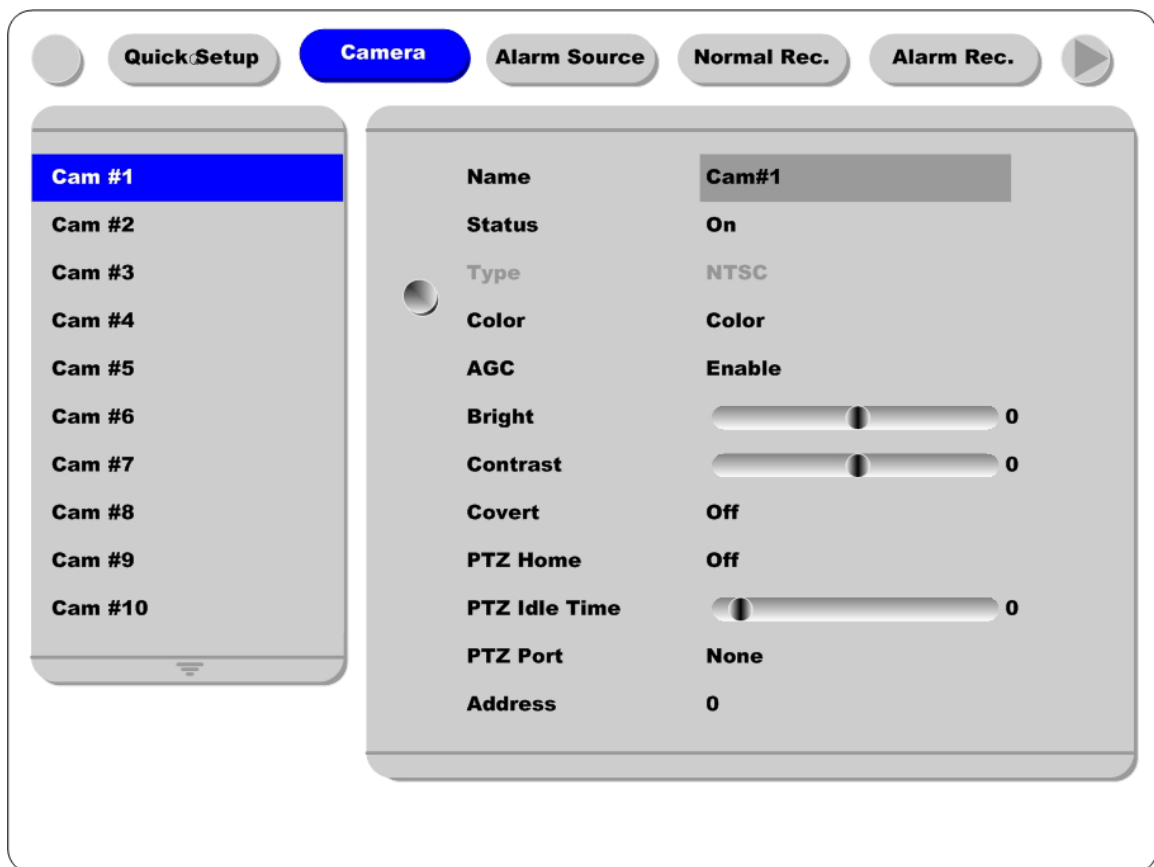 Quick Setup
Camera
Alarm Source
Normal Rec.
Alarm Rec.
Cam #1
Cam #2
Cam #3
Cam #4
Cam #5
Cam #6
Cam #7
Cam #8
Cam #9
Cam #10
Name Cam#1
Status On
Type NTSC
Color Color
AGC Enable
Bright 0
Contrast 0
Covert Off
PTZ Home Off
PTZ Idle Time 0
PTZ Port None
Address 0